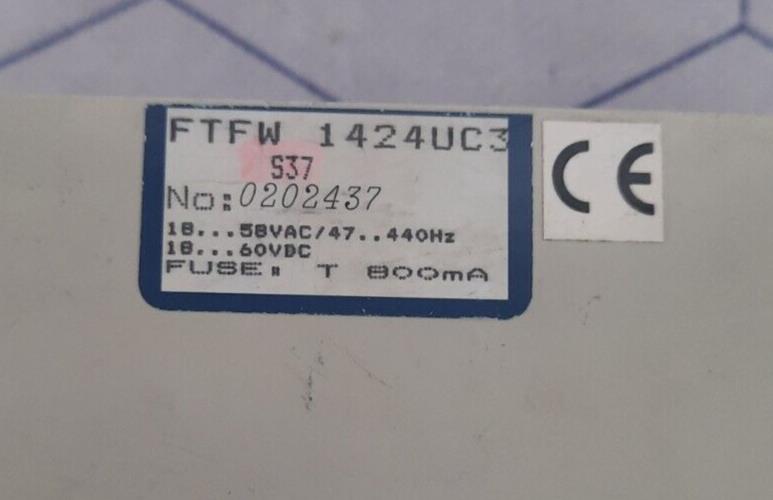 FTFW 1424UC3
S37
No: 0202437
18...58VAC/47..440Hz
18...60VDC
FUSE: T 800mA
CE